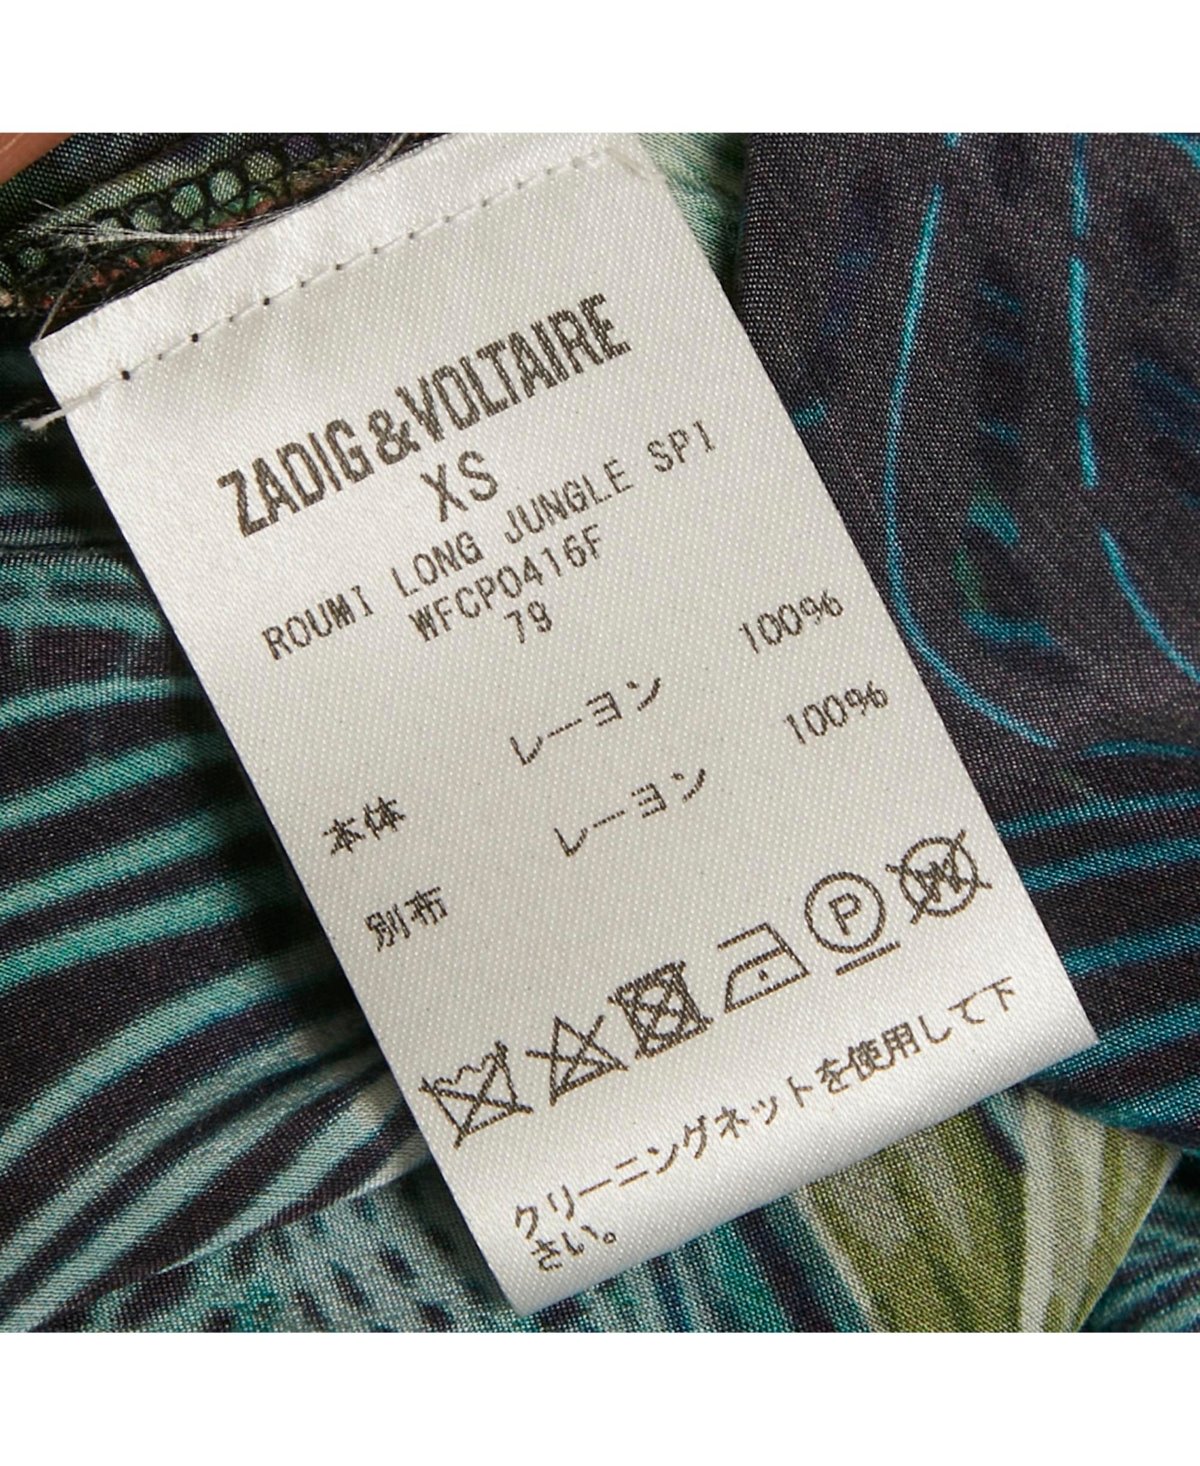 ZADIG&VOLTAIRE
XS
ROUMI LONG JUNGLE SPI
WFCP0416F
79
本体 レーヨン 100%
別布 レーヨン 100%
P W
クリーニングネットを使用して下
さい。